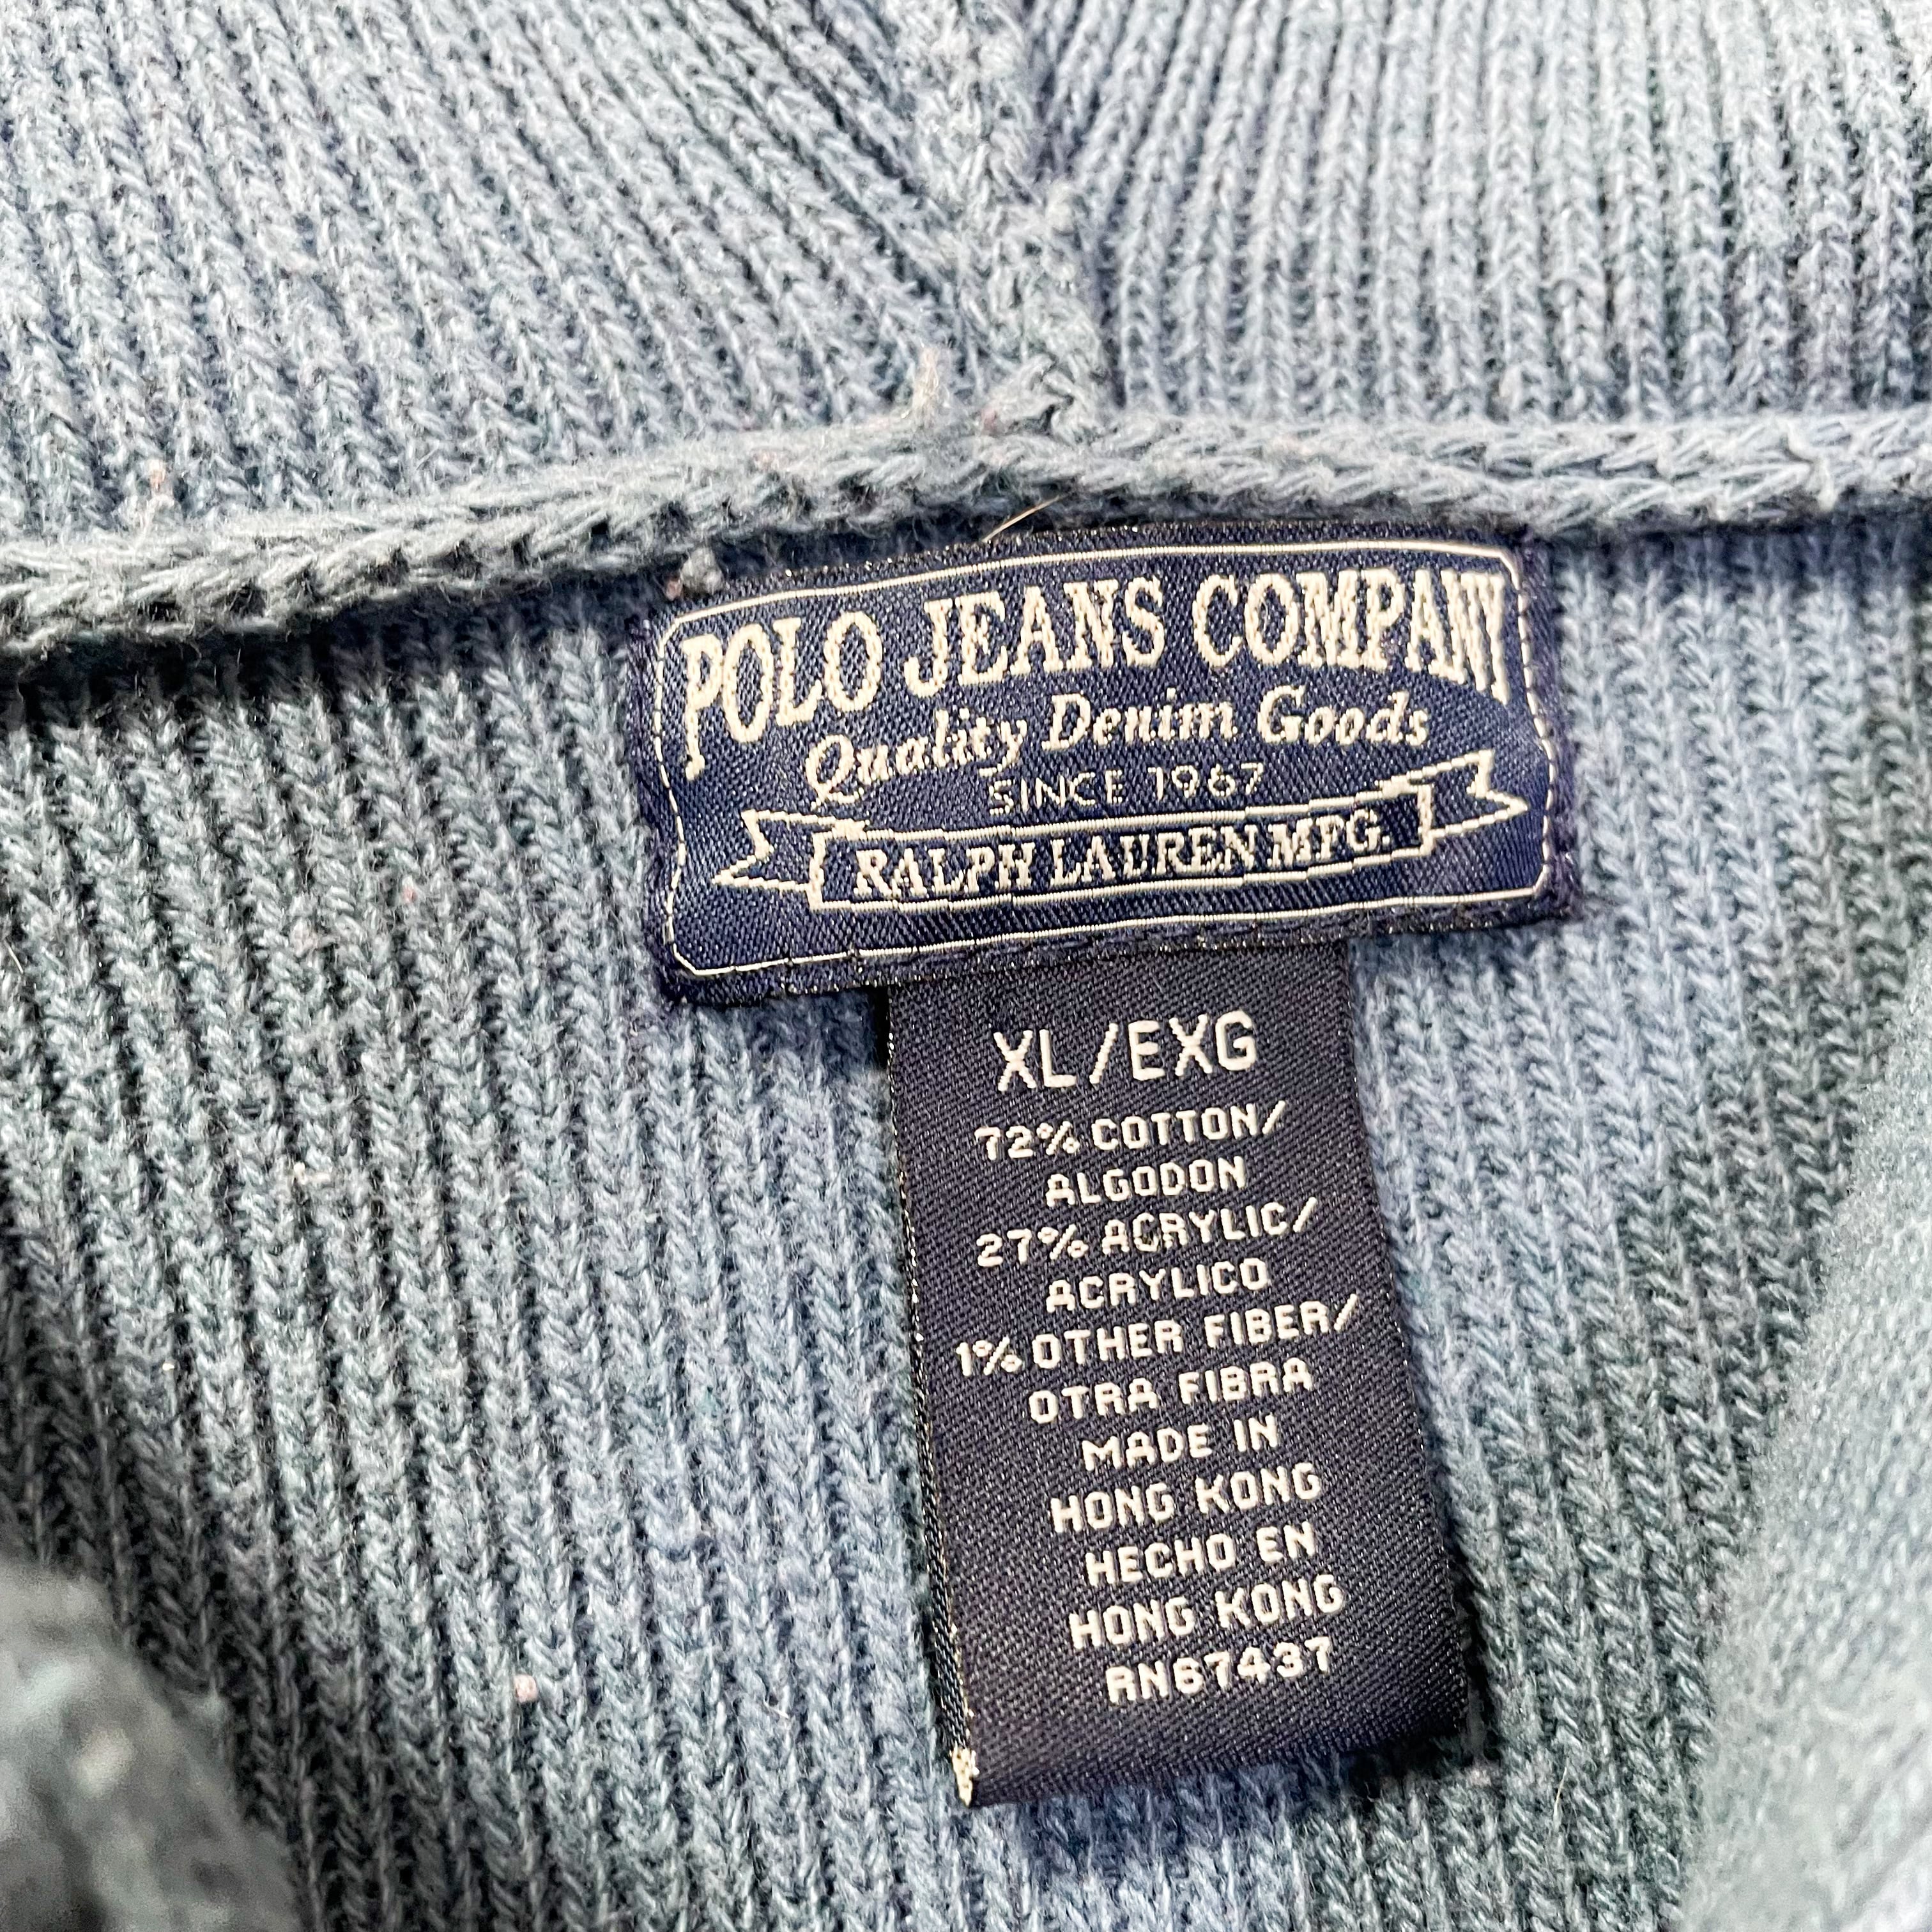 POLO JEANS COMPANY
Quality Denim Goods
SINCE 1967
RALPH LAUREN MFG.
XL/EXG
72% COTTON/
ALGODON
27% ACRYLIC/
ACRYLICO
1% OTHER FIBER/
OTRA FIBRA
MADE IN
HONG KONG
HECHO EN
HONG KONG
RN67437